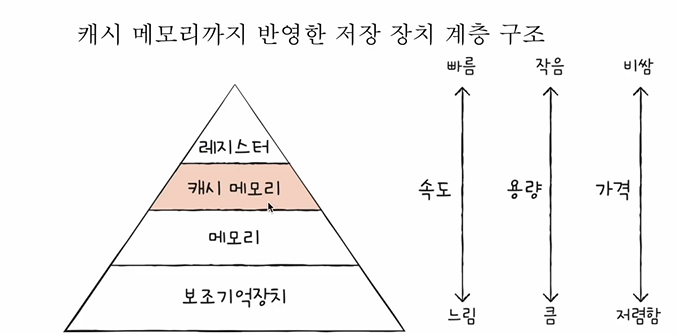 캐시 메모리까지 반영한 저장 장치 계층 구조
빠름 작음 비쌈
레지스터
캐시 메모리
속도 용량 가격
메모리
보조기억장치
느림 큼 저렴함